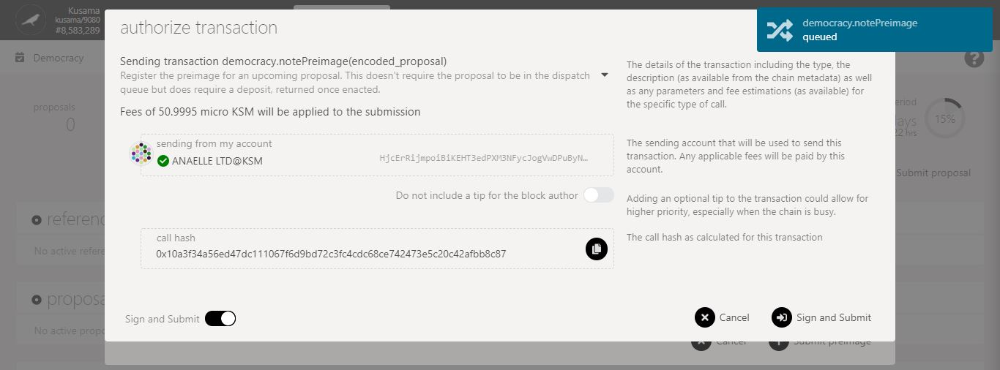 Kusama
kusama/9080
#8,583,289
authorize transaction
democracy.notePreimage
queued
Democracy
Sending transaction democracy.notePreimage(encoded_proposal)
Register the preimage for an upcoming proposal. This doesn't require the proposal to be in the dispatch
queue but does require a deposit, returned once enacted.
The details of the transaction including the type, the
description (as available from the chain metadata) as well
as any parameters and fee estimations (as available) for
the specific type of call.
?
proposals
0
Fees of 50.9995 micro KSM will be applied to the submission
15%
22 hrs
sending from my account
ANAELLE LTD@KSM
HjcErRijmpoiBiKEHT3edPXM3NFycJogVwDPuByN…
The sending account that will be used to send this
transaction. Any applicable fees will be paid by this
account.
Submit proposal
Do not include a tip for the block author
Adding an optional tip to the transaction could allow for
higher priority, especially when the chain is busy.
call hash
0x10a3f34a56ed47dc111067f6d9bd72c3fc4cdc68ce742473e5c20c42afbb8c87
The call hash as calculated for this transaction
No active
No active
Sign and Submit
Cancel
Sign and Submit
Cancel
Submit preimage